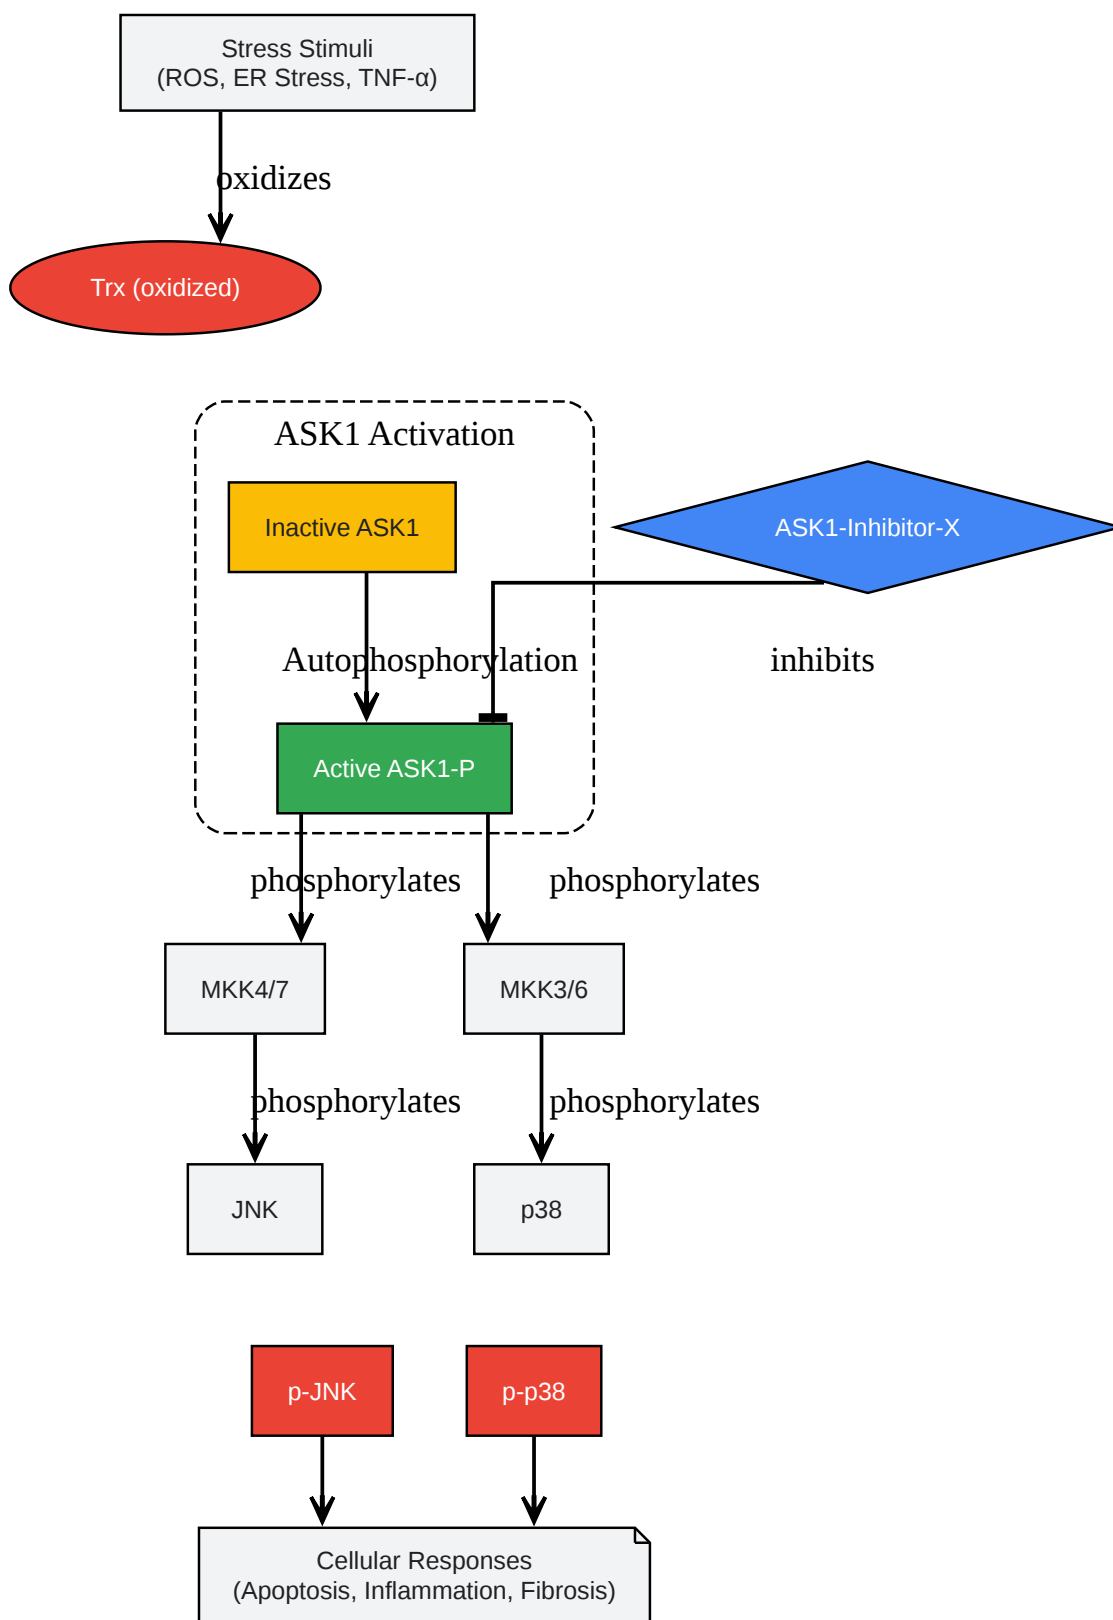 Stress Stimuli
(ROS, ER Stress, TNF-α)
oxidizes
Trx (oxidized)
ASK1 Activation
Inactive ASK1
ASK1-Inhibitor-X
Autophosphorylation
inhibits
Active ASK1-P
phosphorylates
phosphorylates
MKK4/7
MKK3/6
phosphorylates
phosphorylates
JNK
p38
p-JNK
p-p38
Cellular Responses
(Apoptosis, Inflammation, Fibrosis)